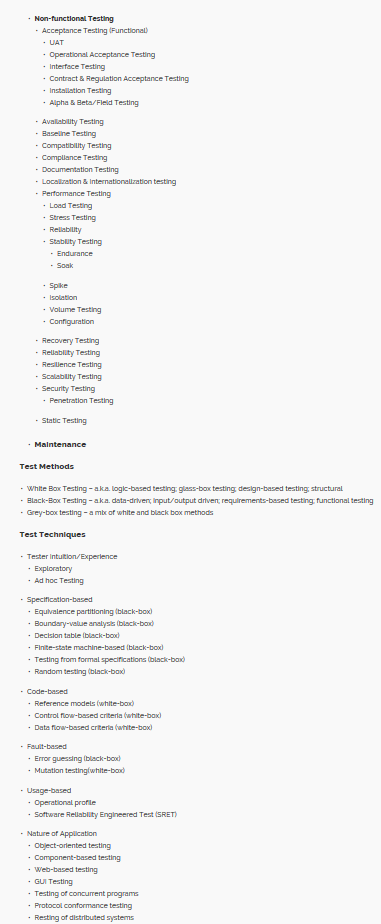 Non-functional Testing
Acceptance Testing (Functional)
UAT
Operational Acceptance Testing
Interface Testing
Contract & Regulation Acceptance Testing
Installation Testing
Alpha & Beta/Field Testing
Availability Testing
Baseline Testing
Compatibility Testing
Compliance Testing
Documentation Testing
Localization & Internationalization testing
Performance Testing
Load Testing
Stress Testing
Reliability
Stability Testing
Endurance
Soak
Spike
Isolation
Volume Testing
Configuration
Recovery Testing
Reliability Testing
Resilience Testing
Scalability Testing
Security Testing
Penetration Testing
Static Testing
Maintenance
Test Methods
White Box Testing – a.k.a. logic-based testing; glass-box testing; design-based testing; structural
Black-Box Testing – a.k.a. data-driven; input/output driven; requirements-based testing; functional testing
Grey-box testing – a mix of white and black box methods
Test Techniques
Tester Intuition/Experience
Exploratory
Ad hoc Testing
Specification-based
Equivalence partitioning (black-box)
Boundary-value analysis (black-box)
Decision table (black-box)
Finite-state machine-based (black-box)
Testing from formal specifications (black-box)
Random testing (black-box)
Code-based
Reference models (white-box)
Control flow-based criteria (white-box)
Data flow-based criteria (white-box)
Fault-based
Error guessing (black-box)
Mutation testing(white-box)
Usage-based
Operational profile
Software Reliability Engineered Test (SRET)
Nature of Application
Object-oriented testing
Component-based testing
Web-based testing
GUI Testing
Testing of concurrent programs
Protocol conformance testing
Resting of distributed systems